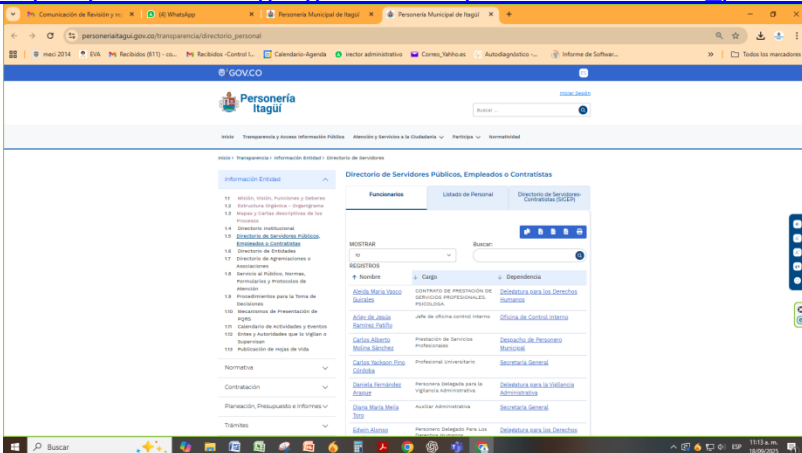 Comunicación de Revisión y re
(4) WhatsApp
Personería Municipal de Itagüí
Personería Municipal de Itagüí
personeriaitagui.gov.co/transparencia/directorio_personal
meci 2014
EVA
Recibidos (611) - co...
Recibidos -Control I...
Calendario-Agenda
irector administrativo
Correo_Yahho.es
Autodiagnóstico -...
Informe de Softwar...
Todos los marcadores
GOV.CO
Iniciar Sesión
Personería
Itagüí
Buscar ...
Inicio
Transparencia y Acceso Información Pública
Atención y Servicios a la Ciudadanía
Participa
Normatividad
Inicio › Transparencia › Información Entidad › Directorio de Servidores
Información Entidad
1.1 Misión, Visión, Funciones y Deberes
1.2 Estructura Orgánica - Organigrama
1.3 Mapas y Cartas descriptivas de los
Procesos
1.4 Directorio Institucional
1.5 Directorio de Servidores Públicos,
Empleados o Contratistas
1.6 Directorio de Entidades
1.7 Directorio de Agremiaciones o
Asociaciones
1.8 Servicio al Público, Normas,
Formularios y Protocolos de
Atención
1.9 Procedimientos para la Toma de
Decisiones
1.10 Mecanismos de Presentación de
PQRS
1.11 Calendario de Actividades y Eventos
1.12 Entes y Autoridades que lo Vigilan o
Supervisan
1.13 Publicación de Hojas de Vida
Normativa
Contratación
Planeación, Presupuesto e Informes
Trámites
Directorio de Servidores Públicos, Empleados o Contratistas
Funcionarios
Listado de Personal
Directorio de Servidores-
Contratistas (SIGEP)
MOSTRAR
10
REGISTROS
Buscar:
Nombre
Cargo
Dependencia
Aleida María Vasco
Guirales
CONTRATO DE PRESTACIÓN DE
SERVICIOS PROFESIONALES,
PSICOLOGA
Delegatura para los Derechos
Humanos
Arley de Jesús
Ramírez Patiño
Jefe de oficina control interno
Oficina de Control Interno
Carlos Alberto
Molina Sánchez
Prestación de Servicios
Profesionales
Despacho de Personero
Municipal
Carlos Yackson Pino
Córdoba
Profesional Universitario
Secretaría General
Daniela Fernández
Araque
Personera Delegada para la
Vigilancia Administrativa
Delegatura para la Vigilancia
Administrativa
Diana María Mejía
Toro
Auxiliar Administrativa
Secretaría General
Edwin Alonso
Personero Delegado Para Los
Derechos Humanos
Delegatura para los Derechos
Buscar
ESP
11:13 a. m.
18/09/2025